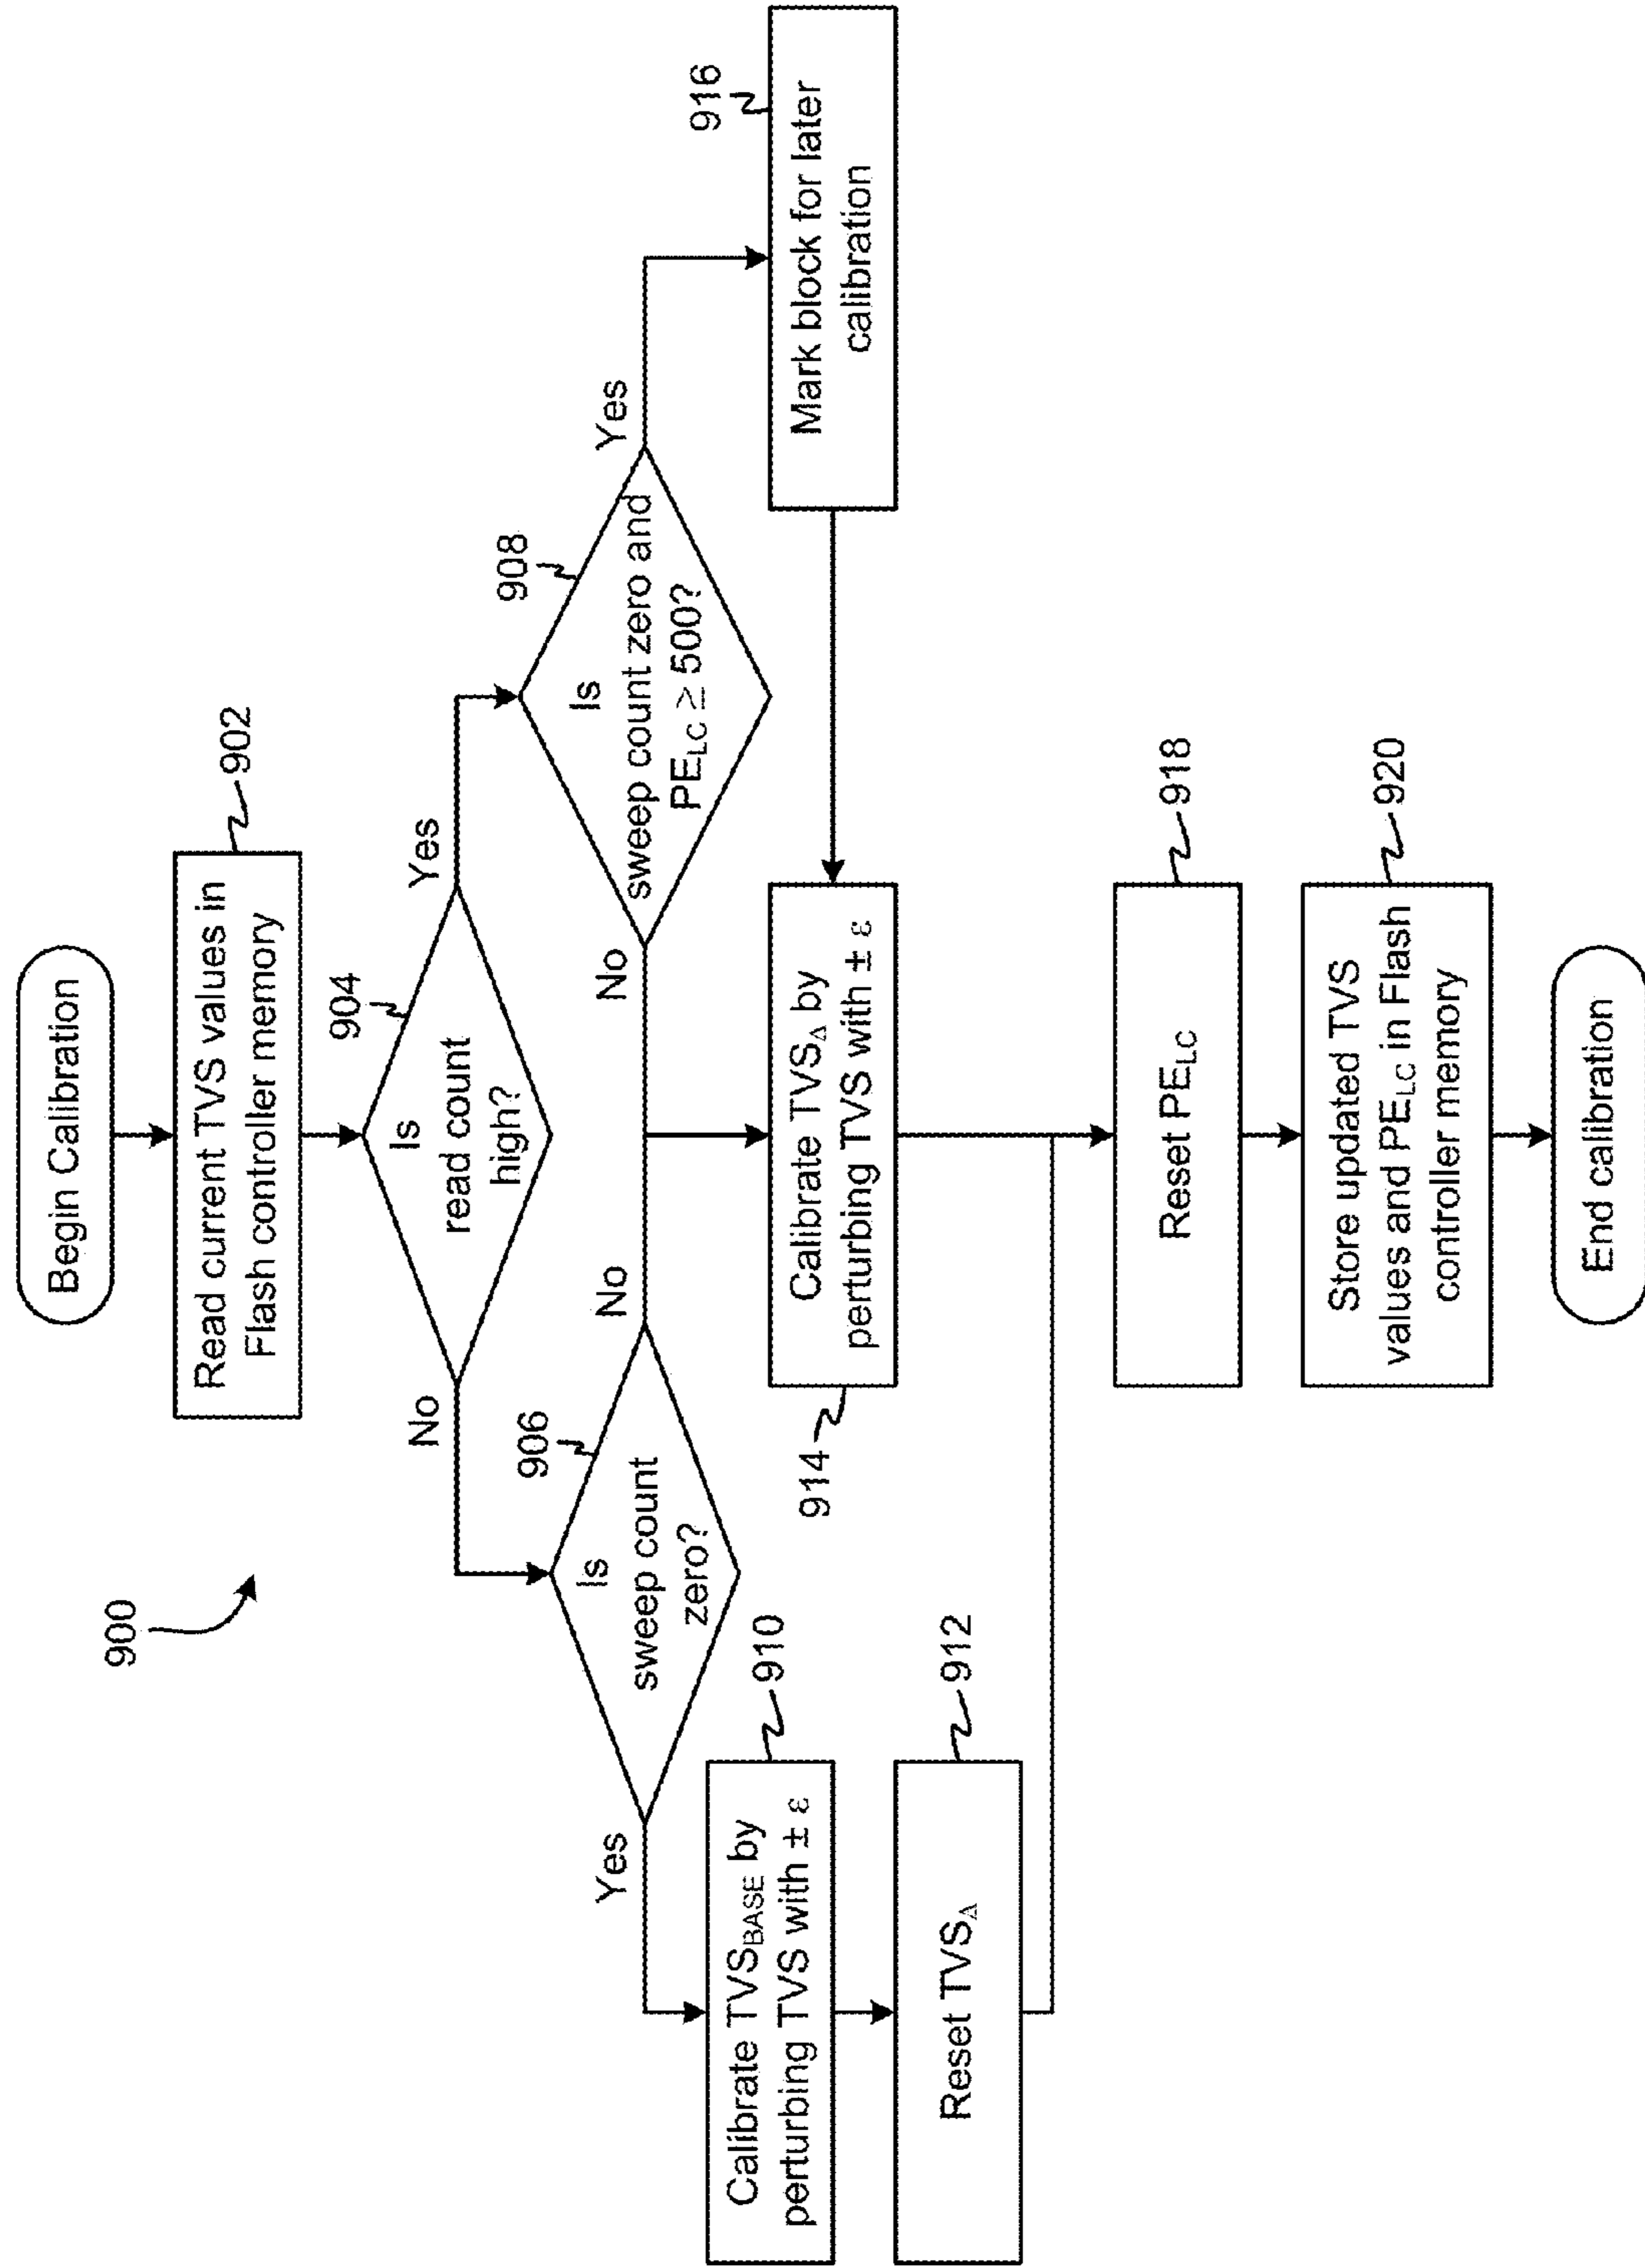 900
Begin Calibration
902
Read current TVS values in
Flash controller memory
904
Is
read count
high?
No
Yes
906
Is
sweep count
zero?
908
Is
sweep count zero and
PE_LC ≥ 500?
Yes
No
No
Yes
910
Calibrate TVS_BASE by
perturbing TVS with ± ε
914
Calibrate TVS_Δ by
perturbing TVS with ± ε
916
Mark block for later
calibration
912
Reset TVS_Δ
918
Reset PE_LC
920
Store updated TVS
values and PE_LC in Flash
controller memory
End calibration